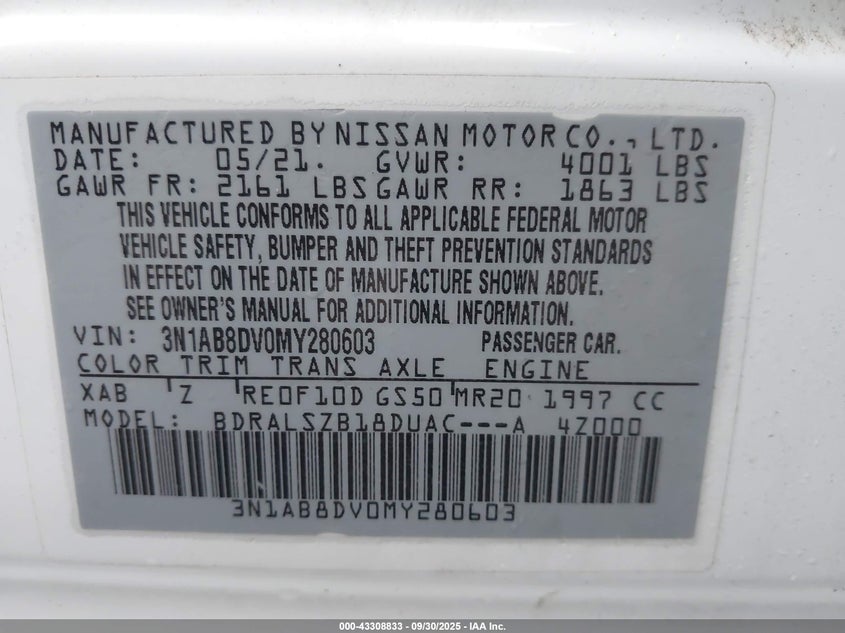 MANUFACTURED BY NISSAN MOTOR CO., LTD.
DATE: 05/21. GVWR: 4001 LBS
GAWR FR: 2161 LBS GAWR RR: 1863 LBS
THIS VEHICLE CONFORMS TO ALL APPLICABLE FEDERAL MOTOR
VEHICLE SAFETY, BUMPER AND THEFT PREVENTION STANDARDS
IN EFFECT ON THE DATE OF MANUFACTURE SHOWN ABOVE.
SEE OWNER'S MANUAL FOR ADDITIONAL INFORMATION.
VIN: 3N1AB8DV0MY280603 PASSENGER CAR.
COLOR TRIM TRANS AXLE ENGINE
XAB Z RE0F10D GS50 MR20 1997 CC
MODEL: BDRALSZB18DUAC---A 4Z000
3N1AB8DV0MY280603
000-43308833 - 09/30/2025 - IAA Inc.